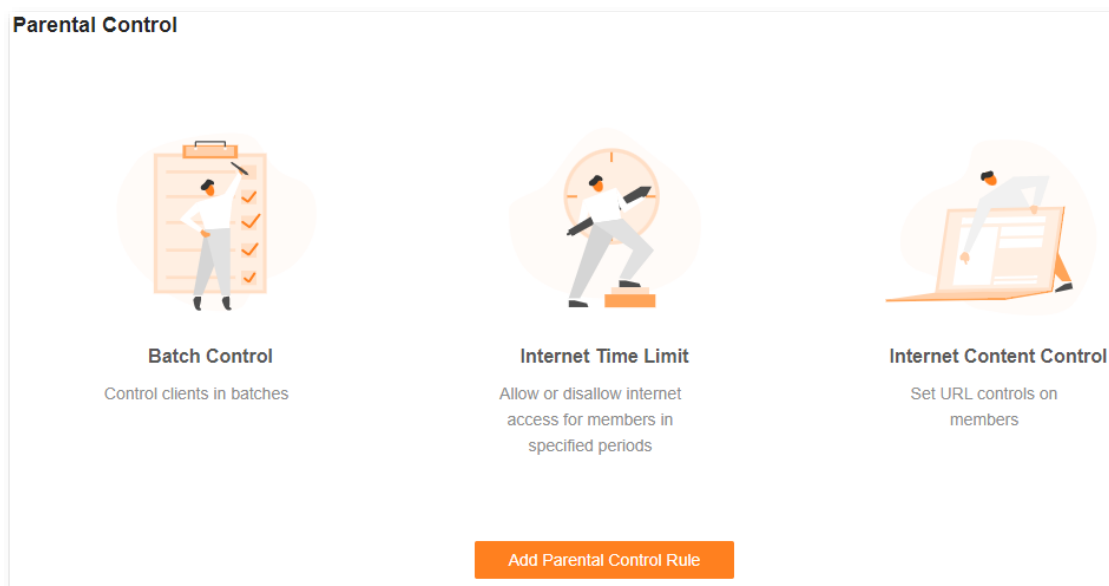 Parental Control
Batch Control
Control clients in batches
Internet Time Limit
Allow or disallow internet
access for members in
specified periods
Internet Content Control
Set URL controls on
members
Add Parental Control Rule